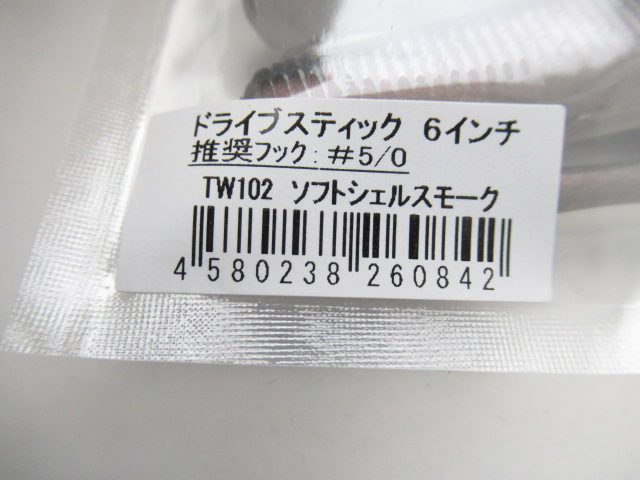 ドライブスティック 6インチ
推奨フック:#5/0
TW102 ソフトシェルスモーク
4 580238 260842